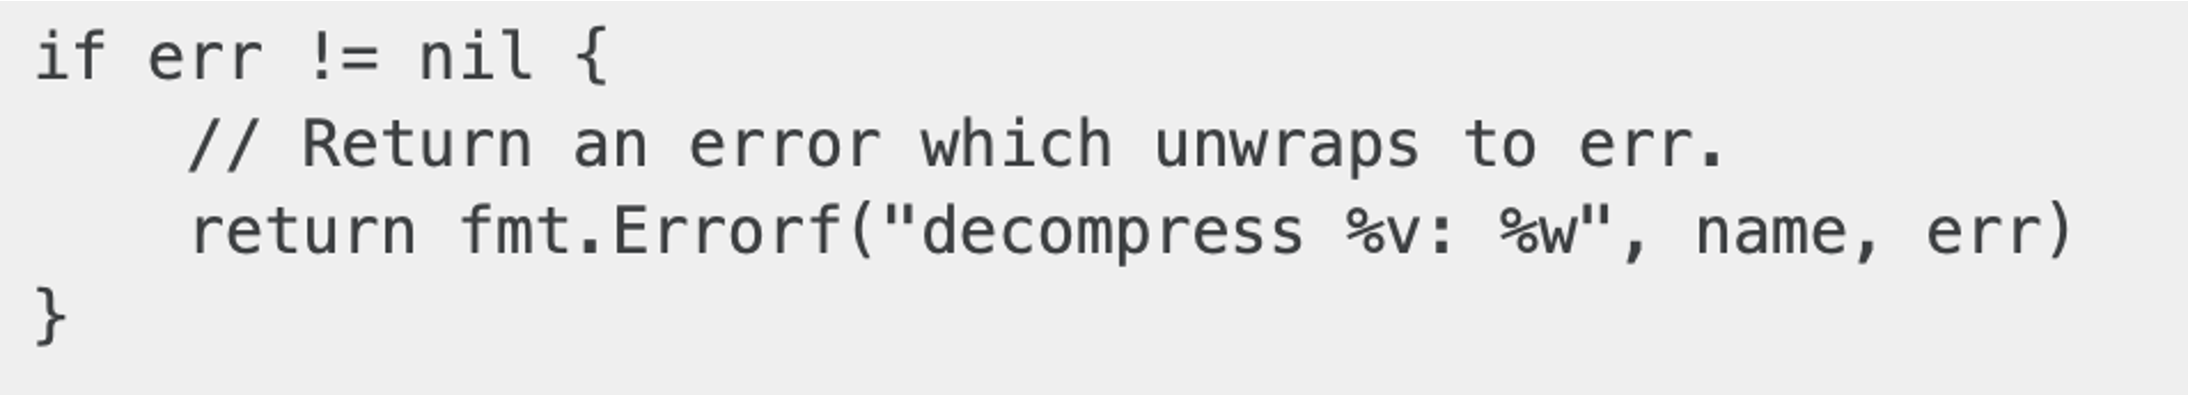 if err != nil {
    // Return an error which unwraps to err.
    return fmt.Errorf("decompress %v: %w", name, err)
}